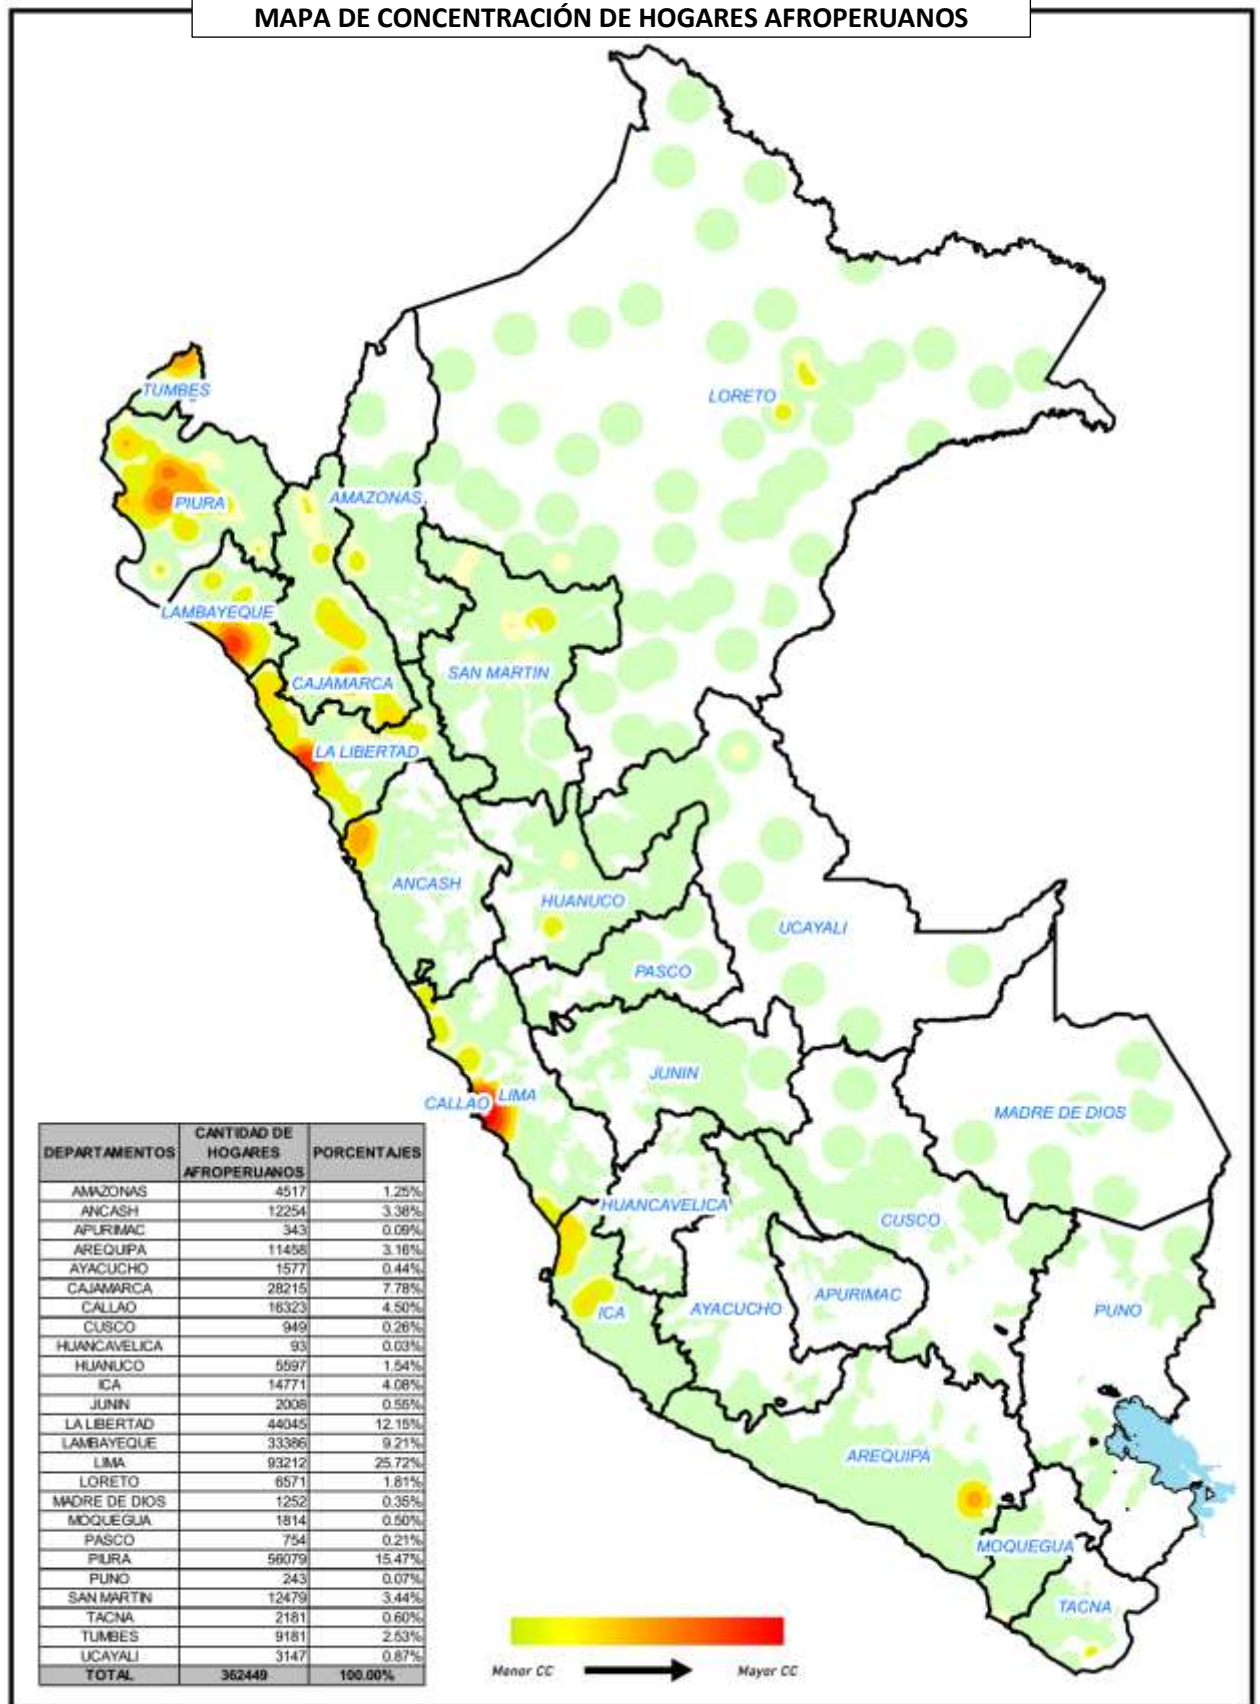 MAPA DE CONCENTRACIÓN DE HOGARES AFROPERUANOS
TUMBES
LORETO
PIURA
AMAZONAS
LAMBAYEQUE
SAN MARTIN
CAJAMARCA
LA LIBERTAD
ANCASH
HUANUCO
UCAYALI
PASCO
JUNIN
CALLAO
LIMA
MADRE DE DIOS
HUANCAVELICA
CUSCO
ICA
AYACUCHO
APURIMAC
PUNO
AREQUIPA
MOQUEGUA
TACNA
DEPARTAMENTOS CANTIDAD DE HOGARES AFROPERUANOS PORCENTAJES
AMAZONAS 4517 1.25%
ANCASH 12254 3.38%
APURIMAC 343 0.09%
AREQUIPA 11458 3.16%
AYACUCHO 1577 0.44%
CAJAMARCA 28215 7.78%
CALLAO 16323 4.50%
CUSCO 949 0.26%
HUANCAVELICA 93 0.03%
HUANUCO 5597 1.54%
ICA 14771 4.08%
JUNIN 2008 0.55%
LA LIBERTAD 44045 12.15%
LAMBAYEQUE 33386 9.21%
LIMA 93212 25.72%
LORETO 6571 1.81%
MADRE DE DIOS 1252 0.35%
MOQUEGUA 1814 0.50%
PASCO 754 0.21%
PIURA 56079 15.47%
PUNO 243 0.07%
SAN MARTIN 12479 3.44%
TACNA 2181 0.60%
TUMBES 9181 2.53%
UCAYALI 3147 0.87%
TOTAL 362449 100.00%
Menor CC Mayor CC